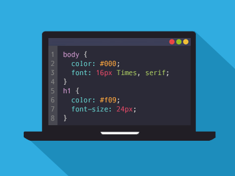 1 body {
2 color: #000;
3 font: 16px Times, serif;
4 }
5 h1 {
6 color: #f09;
7 font-size: 24px;
8 }